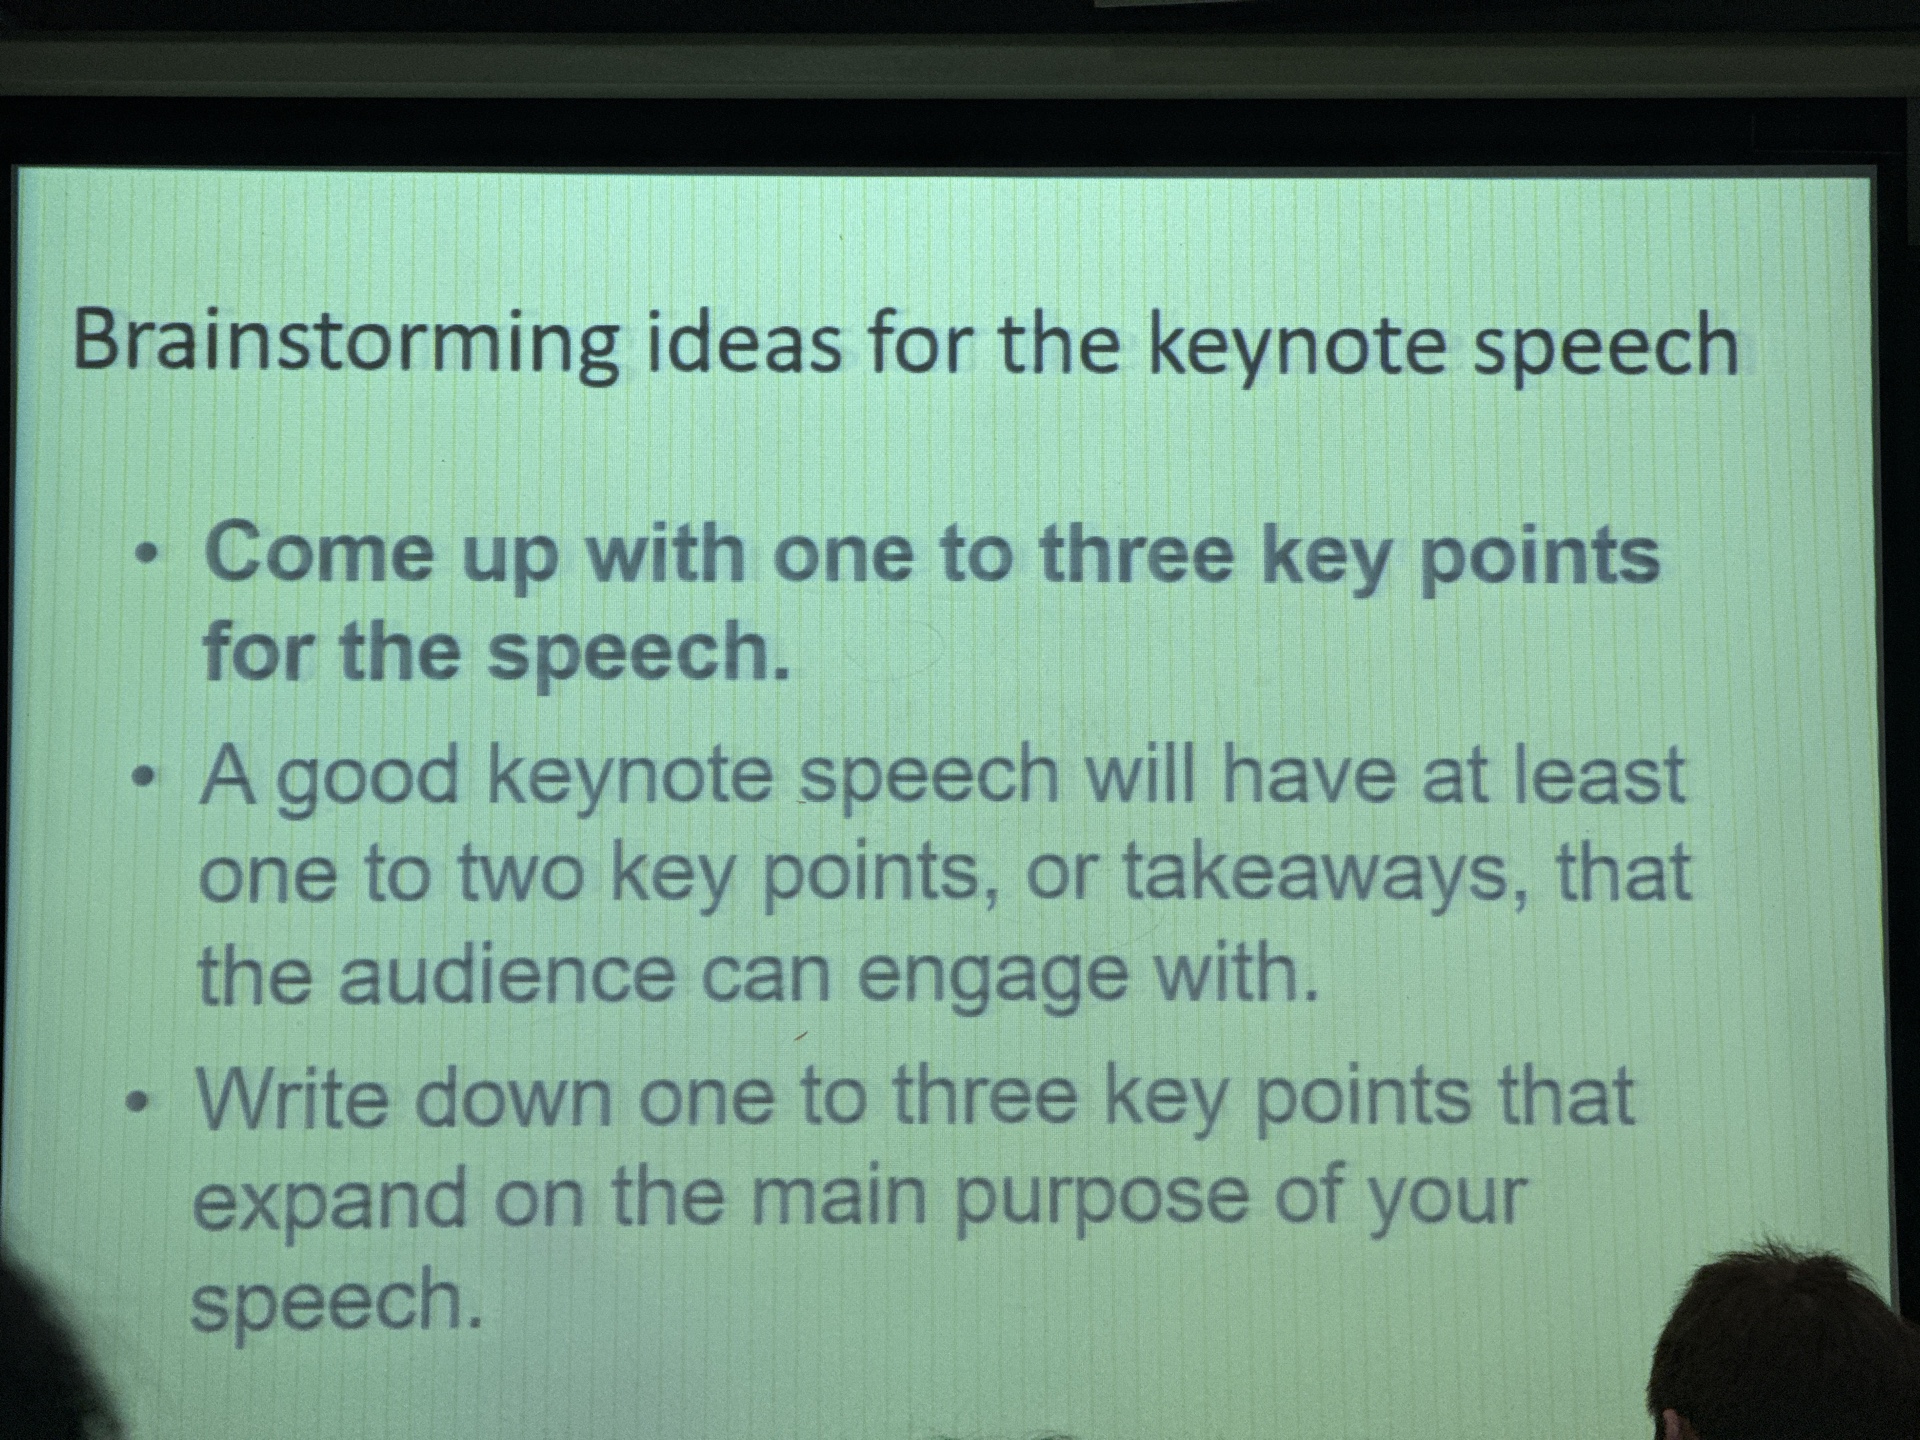 Brainstorming ideas for the keynote speech
• Come up with one to three key points
for the speech.
• A good keynote speech will have at least
one to two key points, or takeaways, that
the audience can engage with.
• Write down one to three key points that
expand on the main purpose of your
speech.